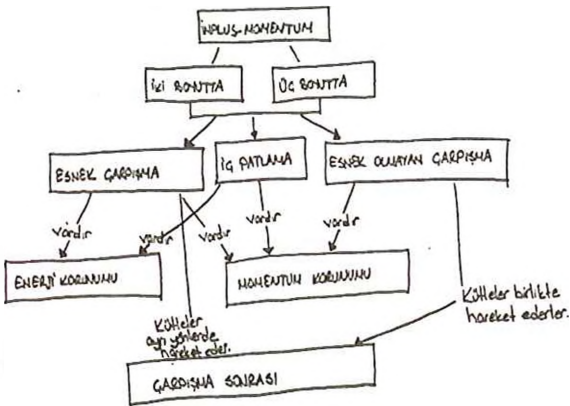 İNPLUS-MOMENTUM
İKİ BOYUTTA
ÜÇ BOYUTTA
ESNEK ÇARPIŞMA
İÇ PATLAMA
ESNEK OLMAYAN ÇARPIŞMA
vardır
vardır
vardır
vardır
vardır
ENERJİ KORUNUMU
MOMENTUM KORUNUMU
Kütleler
ayrı yönlerde
hareket eder.
Kütleler birlikte
hareket ederler.
ÇARPIŞMA SONRASI